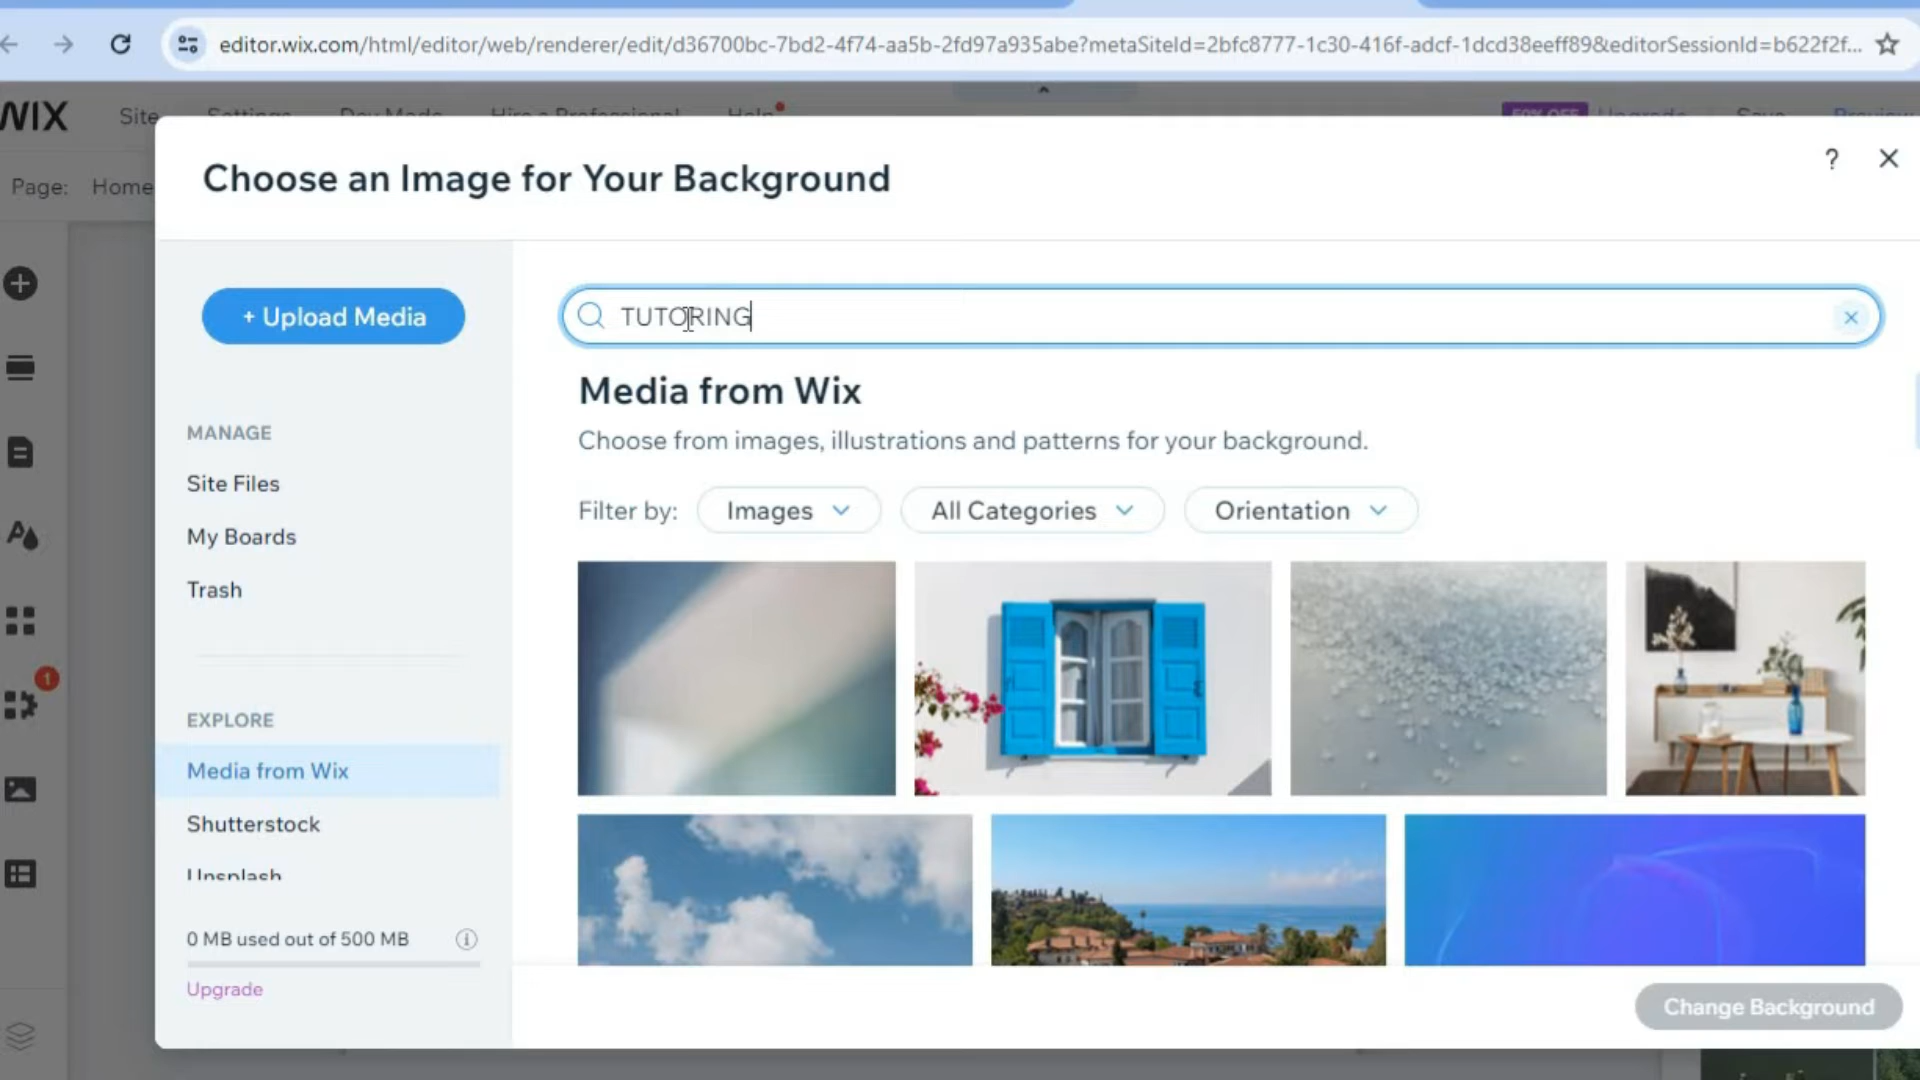 editor.wix.com/html/editor/web/renderer/edit/d36700bc-7bd2-4f74-aa5b-2fd97a935abe?metaSiteId=2bfc8777-1c30-416f-adcf-1dcd38eeff89&editorSessionId=b622f2f...
WIX Site Settings Dev Mode Hire a Professional Help 50% OFF Upgrade Save Preview
Page: Home
Choose an Image for Your Background
?
+ Upload Media
TUTORING
Media from Wix
Choose from images, illustrations and patterns for your background.
MANAGE
Site Files
My Boards
Trash
Filter by: Images All Categories Orientation
1
EXPLORE
Media from Wix
Shutterstock
Unsplash
0 MB used out of 500 MB
Upgrade
Change Background